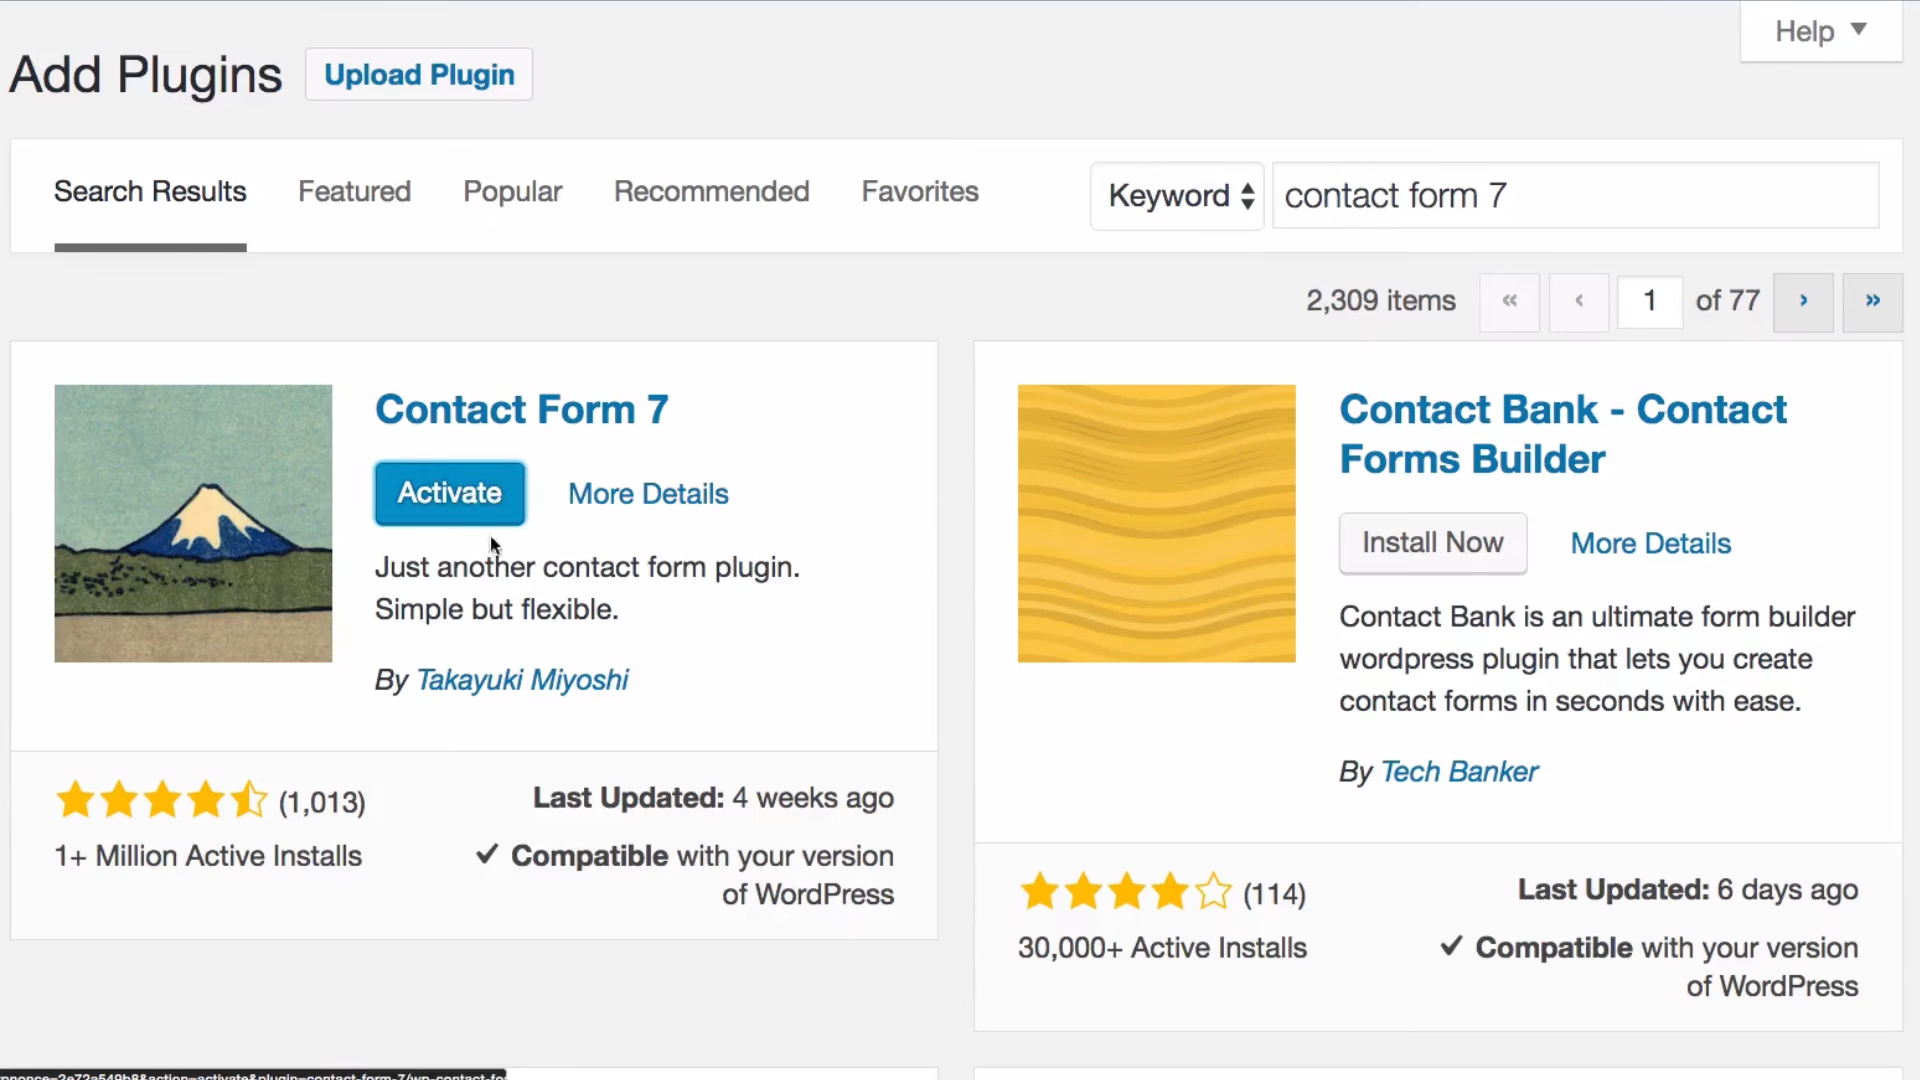 Help
Add Plugins
Upload Plugin
Search Results
Featured
Popular
Recommended
Favorites
Keyword
contact form 7
2,309 items
«
‹
1
of 77
›
»
Contact Form 7
Activate
More Details
Just another contact form plugin.
Simple but flexible.
By Takayuki Miyoshi
(1,013)
Last Updated: 4 weeks ago
1+ Million Active Installs
Compatible with your version
of WordPress
Contact Bank - Contact
Forms Builder
Install Now
More Details
Contact Bank is an ultimate form builder
wordpress plugin that lets you create
contact forms in seconds with ease.
By Tech Banker
(114)
Last Updated: 6 days ago
30,000+ Active Installs
Compatible with your version
of WordPress